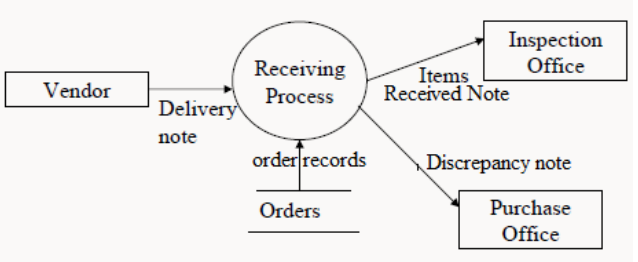 Vendor
Delivery
note
Receiving
Process
order records
Orders
Items
Received Note
Inspection
Office
Discrepancy note
Purchase
Office